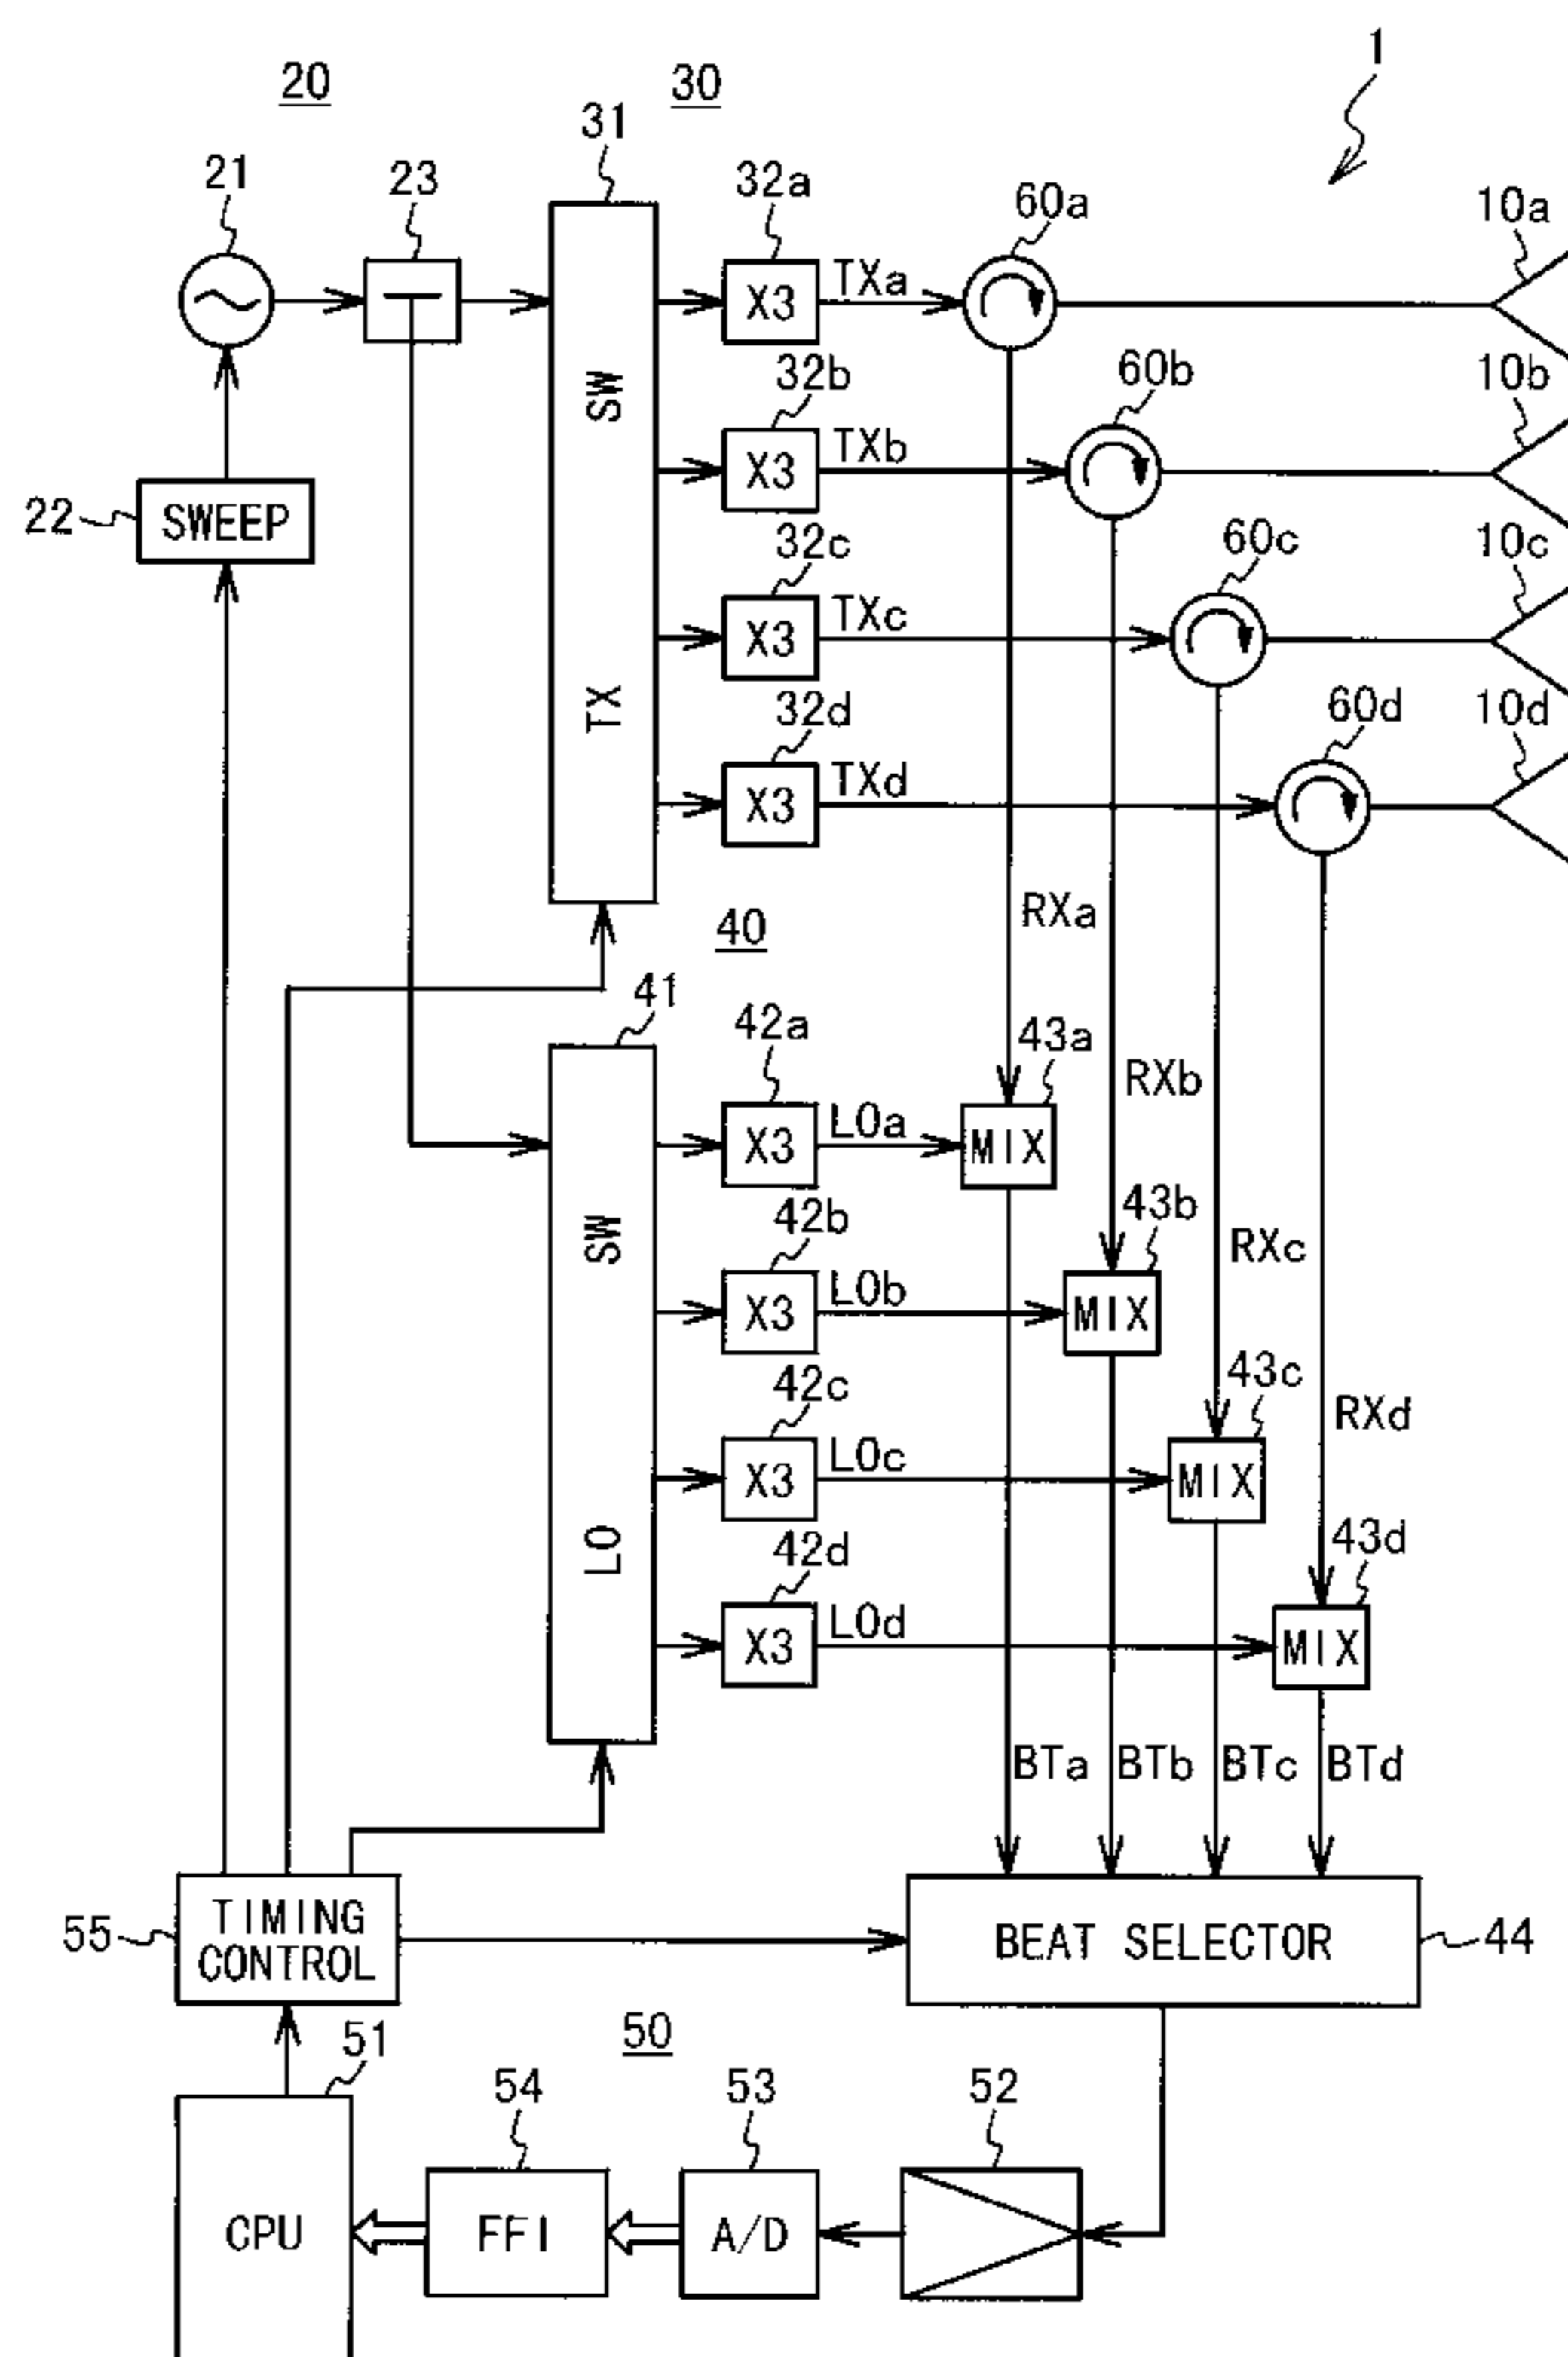 1
20
30
31
21
23
32a
60a
10a
X3
TXa
SW
32b
60b
10b
X3
TXb
22
SWEEP
32c
60c
10c
X3
TXc
TX
32d
60d
10d
X3
TXd
RXa
40
41
42a
43a
RXb
X3
LOa
MIX
SW
42b
43b
RXc
X3
LOb
MIX
42c
43c
RXd
X3
LOc
MIX
LO
42d
43d
X3
LOd
MIX
BTa
BTb
BTc
BTd
55
TIMING
CONTROL
BEAT SELECTOR
44
50
51
54
53
52
CPU
FFI
A/D